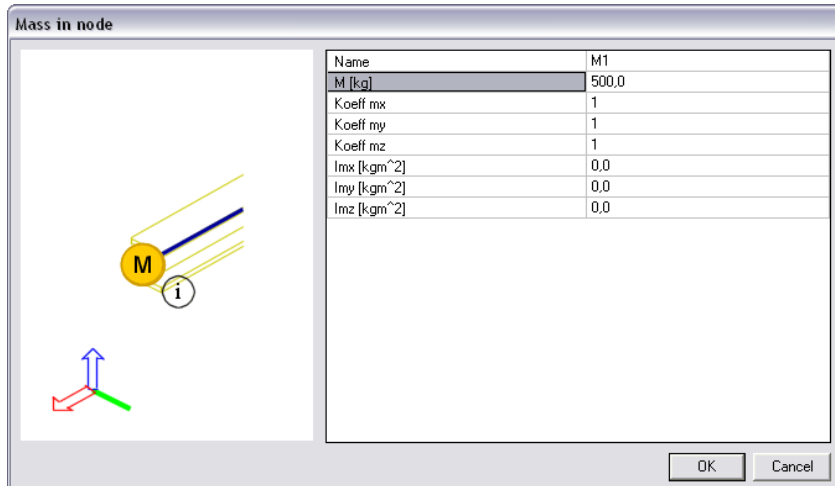 Mass in node
Name M1
M [kg] 500,0
Koeff mx 1
Koeff my 1
Koeff mz 1
Imx [kgm^2] 0,0
Imy [kgm^2] 0,0
Imz [kgm^2] 0,0
M
i
OK Cancel